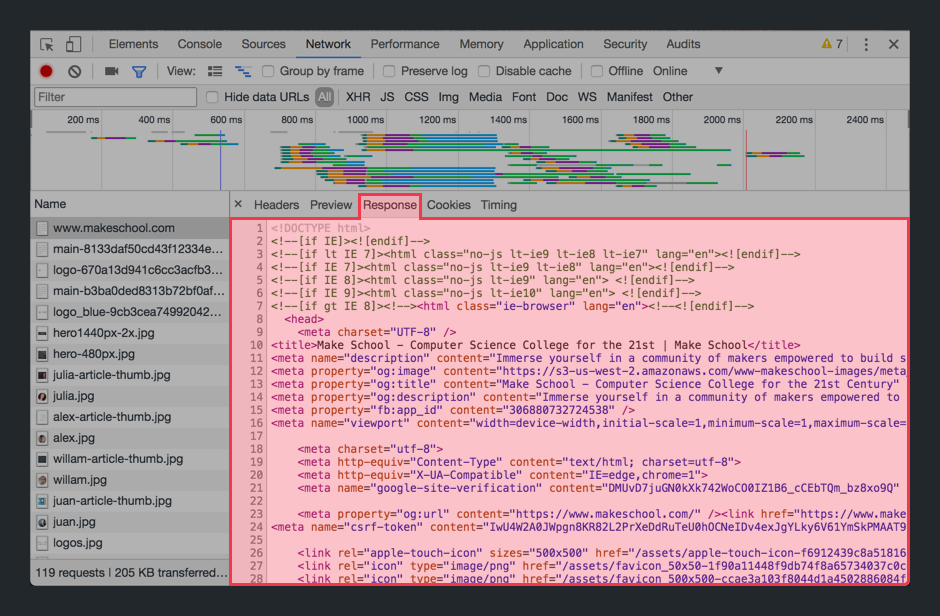 Elements Console Sources Network Performance Memory Application Security Audits 7
View: Group by frame Preserve log Disable cache Offline Online
Filter Hide data URLs All XHR JS CSS Img Media Font Doc WS Manifest Other
200 ms 400 ms 600 ms 800 ms 1000 ms 1200 ms 1400 ms 1600 ms 1800 ms 2000 ms 2200 ms 2400 ms
Name
www.makeschool.com
main-8133daf50cd43f12334e...
logo-670a13d941c6cc3acfb3...
main-b3ba0ded8313b72bf0af...
logo_blue-9cb3cea74992042...
hero1440px-2x.jpg
hero-480px.jpg
julia-article-thumb.jpg
julia.jpg
alex-article-thumb.jpg
alex.jpg
willam-article-thumb.jpg
willam.jpg
juan-article-thumb.jpg
juan.jpg
logos.jpg
119 requests | 205 KB transferred...
× Headers Preview Response Cookies Timing
1 <!DOCTYPE html>
2 <!--[if IE]><![endif]-->
3 <!--[if lt IE 7]><html class="no-js lt-ie9 lt-ie8 lt-ie7" lang="en"><![endif]-->
4 <!--[if IE 7]><html class="no-js lt-ie9 lt-ie8" lang="en"><![endif]-->
5 <!--[if IE 8]><html class="no-js lt-ie9" lang="en"> <![endif]-->
6 <!--[if IE 9]><html class="no-js lt-ie10" lang="en"> <![endif]-->
7 <!--[if gt IE 8]><!--><html class="ie-browser" lang="en"><!--<![endif]-->
8 <head>
9 <meta charset="UTF-8" />
10 <title>Make School - Computer Science College for the 21st | Make School</title>
11 <meta name="description" content="Immerse yourself in a community of makers empowered to build s
12 <meta property="og:image" content="https://s3-us-west-2.amazonaws.com/www-makeschool-images/meta
13 <meta property="og:title" content="Make School - Computer Science College for the 21st Century"
14 <meta property="og:description" content="Immerse yourself in a community of makers empowered to
15 <meta property="fb:app_id" content="306880732724538" />
16 <meta name="viewport" content="width=device-width,initial-scale=1,minimum-scale=1,maximum-scale=
17
18 <meta charset="utf-8">
19 <meta http-equiv="Content-Type" content="text/html; charset=utf-8">
20 <meta http-equiv="X-UA-Compatible" content="IE=edge,chrome=1">
21 <meta name="google-site-verification" content="DMUvD7juGN0kXk742WoCO0IZ1B6_cCEbTQm_bz8xo9Q"
22
23 <meta property="og:url" content="https://www.makeschool.com/" /><link href="https://www.make
24 <meta name="csrf-token" content="IwU4W2A0JWpgn8KR82L2PrXeDdRuTeU0hOCNeIDv4exJgYLky6V61YmSkPMAAT9
25
26 <link rel="apple-touch-icon" sizes="500x500" href="/assets/apple-touch-icon-f6912439c8a51816
27 <link rel="icon" type="image/png" href="/assets/favicon_50x50-1f90a11448f9db74f8a65734037c0c
28 <link rel="icon" type="image/png" href="/assets/favicon_500x500-ccae3a103f8044d1a4502886084f